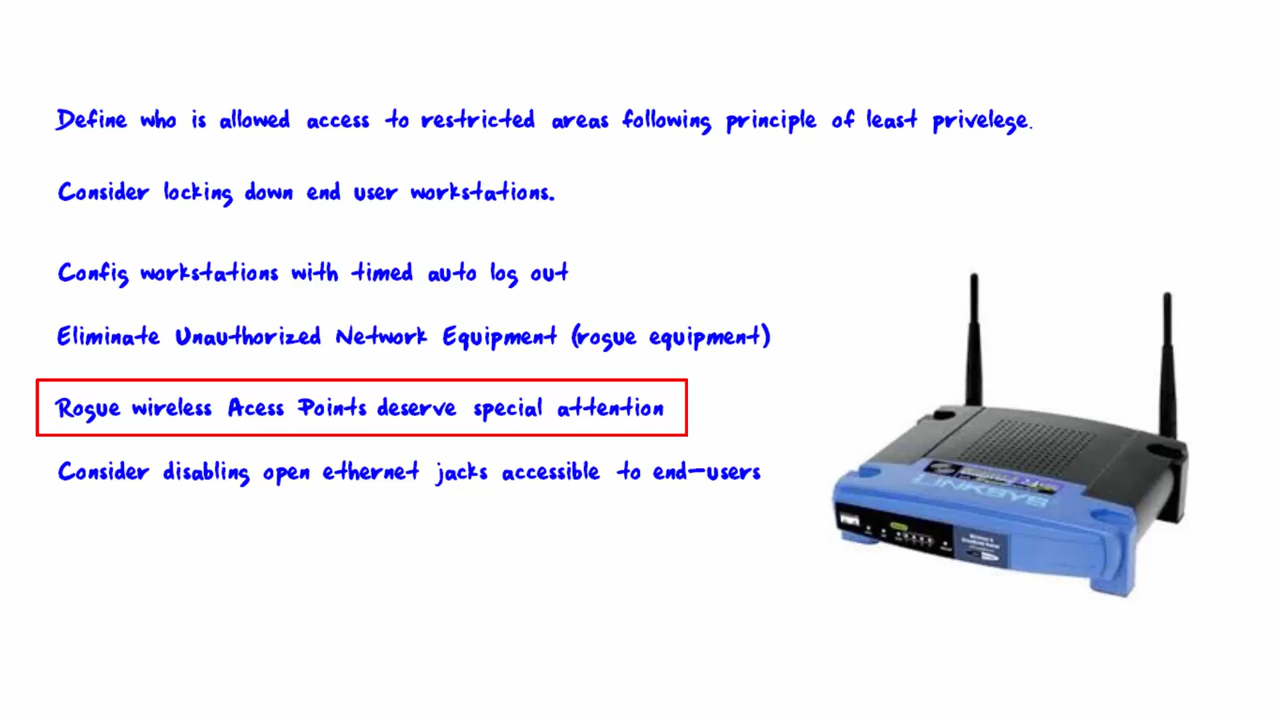 Define who is allowed access to restricted areas following principle of least privelege.
Consider locking down end user workstations.
Config workstations with timed auto log out
Eliminate Unauthorized Network Equipment (rogue equipment)
Rogue wireless Acess Points deserve special attention
Consider disabling open ethernet jacks accessible to end-users
LINKSYS